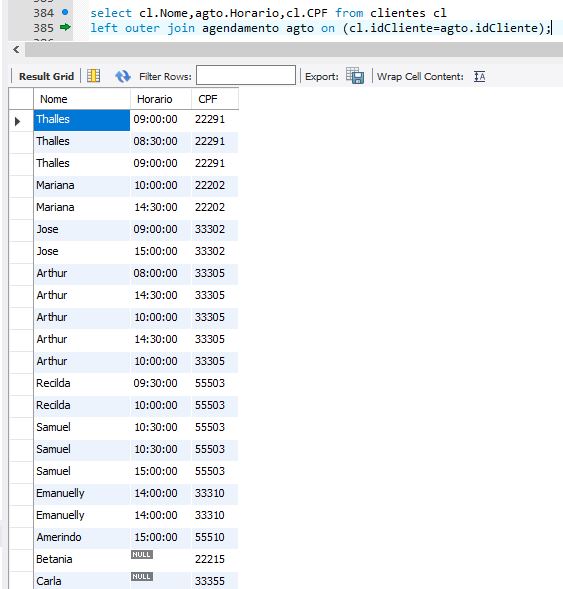 383
384 select cl.Nome,agto.Horario,cl.CPF from clientes cl
385 left outer join agendamento agto on (cl.idCliente=agto.idCliente);
Result Grid Filter Rows: Export: Wrap Cell Content: IA
Nome Horario CPF
Thalles 09:00:00 22291
Thalles 08:30:00 22291
Thalles 09:00:00 22291
Mariana 10:00:00 22202
Mariana 14:30:00 22202
Jose 09:00:00 33302
Jose 15:00:00 33302
Arthur 08:00:00 33305
Arthur 14:30:00 33305
Arthur 10:00:00 33305
Arthur 14:30:00 33305
Arthur 10:00:00 33305
Recilda 09:30:00 55503
Recilda 10:00:00 55503
Samuel 10:30:00 55503
Samuel 10:30:00 55503
Samuel 15:00:00 55503
Emanuelly 14:00:00 33310
Emanuelly 14:00:00 33310
Amerindo 15:00:00 55510
Betania NULL 22215
Carla NULL 33355